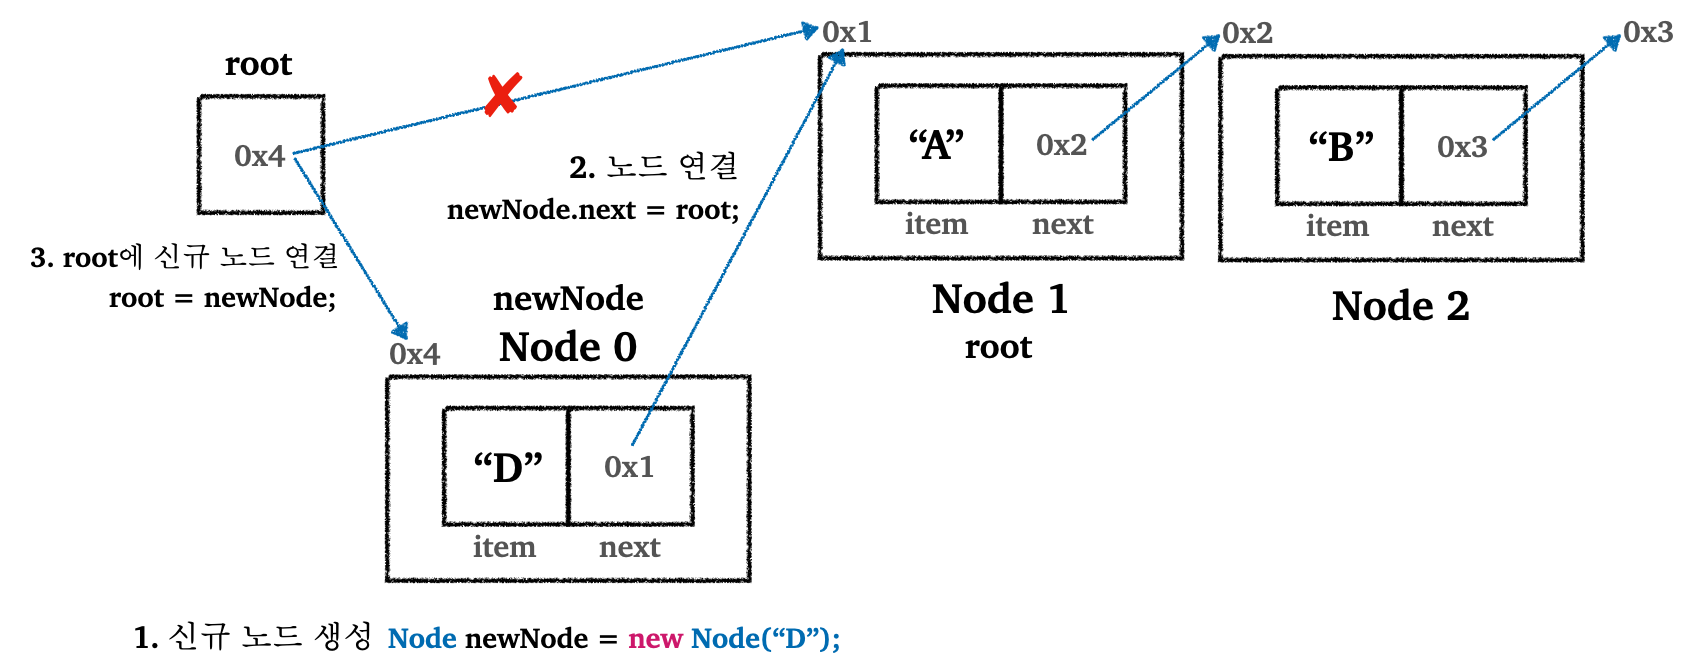 0x1
0x2
0x3
root
0x4
“A”
0x2
item
next
“B”
0x3
item
next
2. 노드 연결
newNode.next = root;
3. root에 신규 노드 연결
root = newNode;
Node 1
root
Node 2
newNode
Node 0
0x4
“D”
0x1
item
next
1. 신규 노드 생성 Node newNode = new Node(“D”);